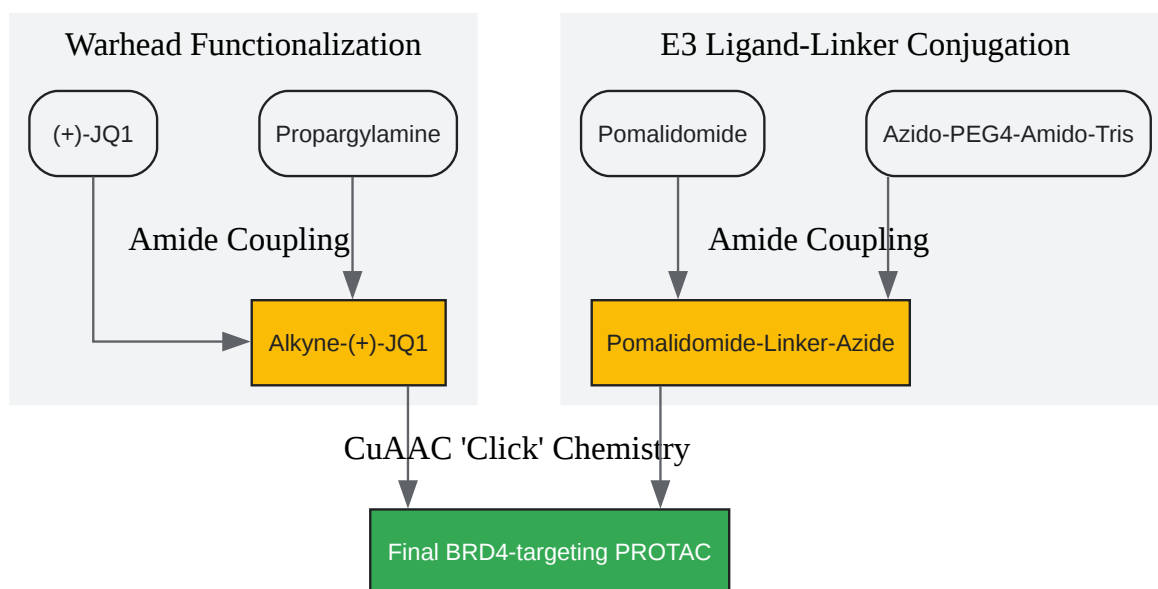 Warhead Functionalization
E3 Ligand-Linker Conjugation
(+)-JQ1
Propargylamine
Pomalidomide
Azido-PEG4-Amido-Tris
Amide Coupling
Amide Coupling
Alkyne-(+)-JQ1
Pomalidomide-Linker-Azide
CuAAC 'Click' Chemistry
Final BRD4-targeting PROTAC